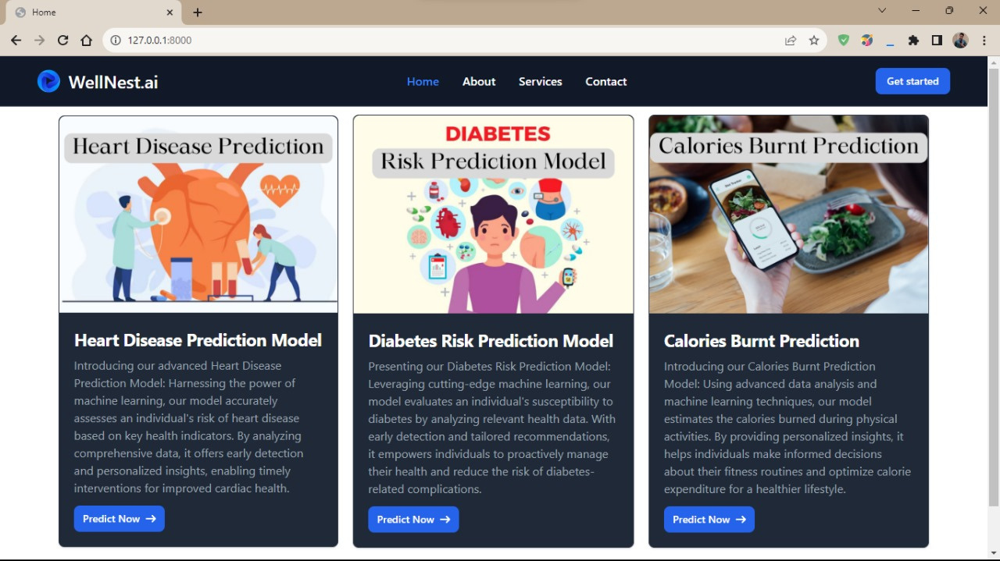 Home
127.0.0.1:8000
WellNest.ai
Home
About
Services
Contact
Get started
Heart Disease Prediction
Heart Disease Prediction Model
Introducing our advanced Heart Disease
Prediction Model: Harnessing the power of
machine learning, our model accurately
assesses an individual's risk of heart disease
based on key health indicators. By analyzing
comprehensive data, it offers early detection
and personalized insights, enabling timely
interventions for improved cardiac health.
Predict Now →
DIABETES
Risk Prediction Model
Diabetes Risk Prediction Model
Presenting our Diabetes Risk Prediction Model:
Leveraging cutting-edge machine learning, our
model evaluates an individual's susceptibility to
diabetes by analyzing relevant health data. With
early detection and tailored recommendations,
it empowers individuals to proactively manage
their health and reduce the risk of diabetes-
related complications.
Predict Now →
Calories Burnt Prediction
Calories Burnt Prediction
Introducing our Calories Burnt Prediction
Model: Using advanced data analysis and
machine learning techniques, our model
estimates the calories burned during physical
activities. By providing personalized insights, it
helps individuals make informed decisions
about their fitness routines and optimize calorie
expenditure for a healthier lifestyle.
Predict Now →